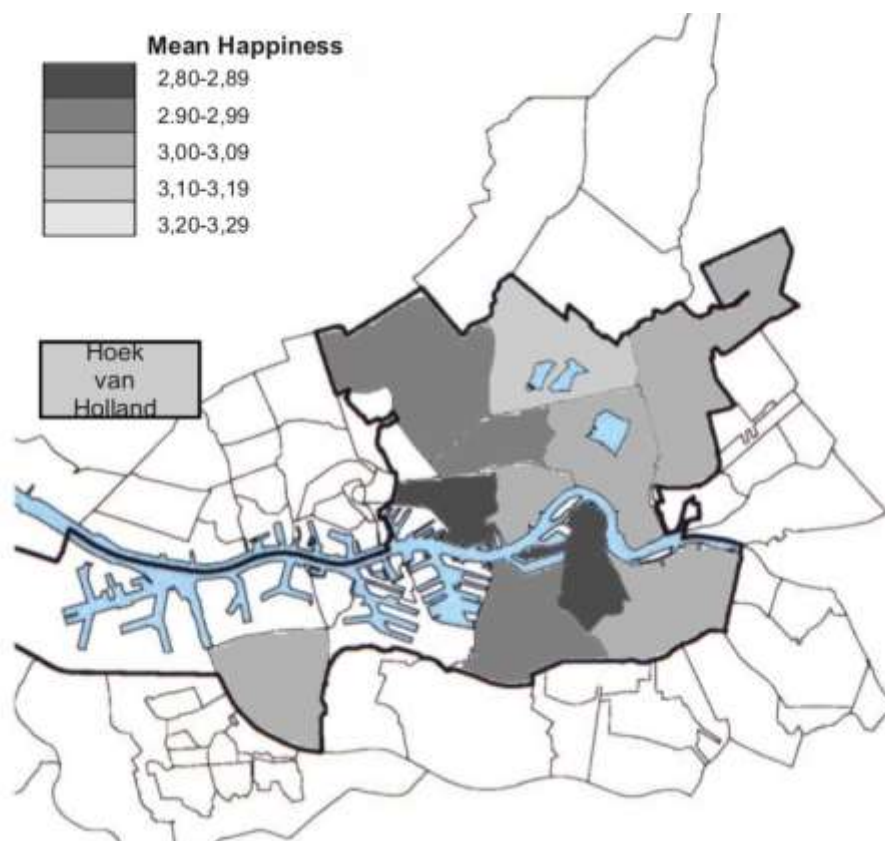 Mean Happiness
2,80-2,89
2.90-2,99
3,00-3,09
3,10-3,19
3,20-3,29
Hoek
van
Holland